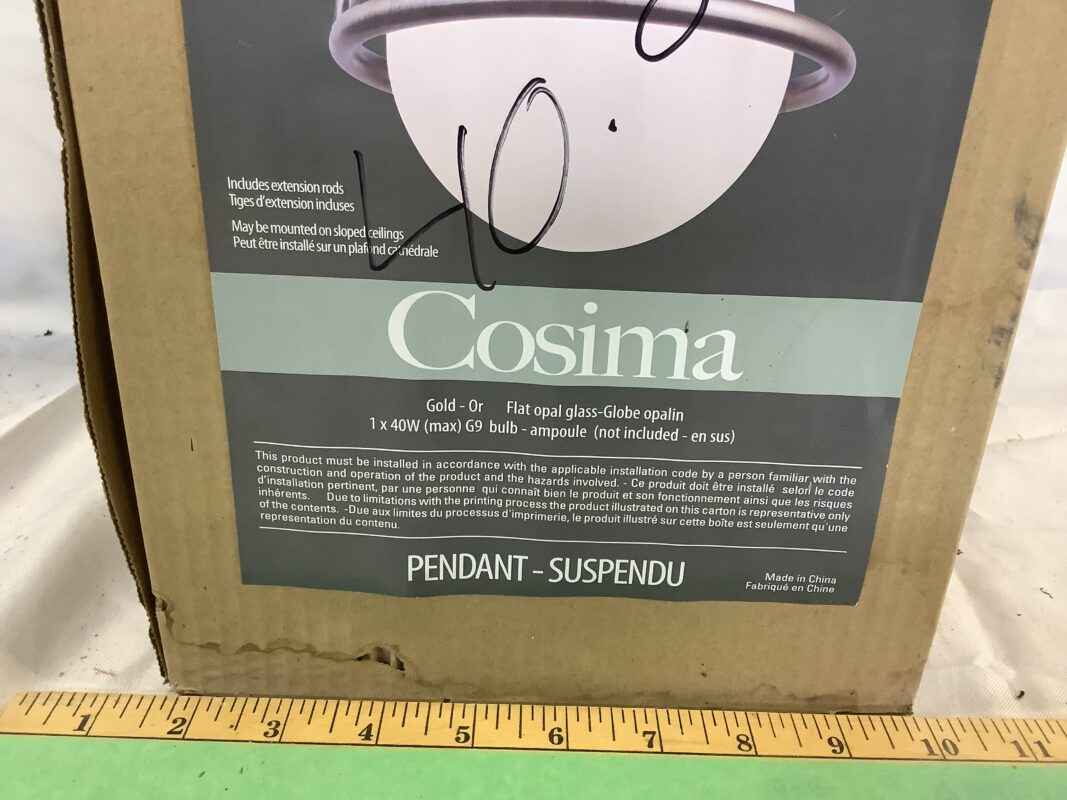 40.
Includes extension rods
Tiges d'extension incluses
May be mounted on sloped ceilings
Peut être installé sur un plafond cathédrale
Cosima
Gold - Or Flat opal glass-Globe opalin
1 x 40W (max) G9 bulb - ampoule (not included - en sus)
This product must be installed in accordance with the applicable installation code by a person familiar with the
construction and operation of the product and the hazards involved. - Ce produit doit être installé selon le code
d'installation pertinent, par une personne qui connaît bien le produit et son fonctionnement ainsi que les risques
inhérents. Due to limitations with the printing process the product illustrated on this carton is representative only
of the contents. -Due aux limites du processus d'imprimerie, le produit illustré sur cette boîte est seulement qu'une
representation du contenu.
PENDANT - SUSPENDU
Made in China
Fabriqué en Chine
1 2 3 4 5 6 7 8 9 10 11